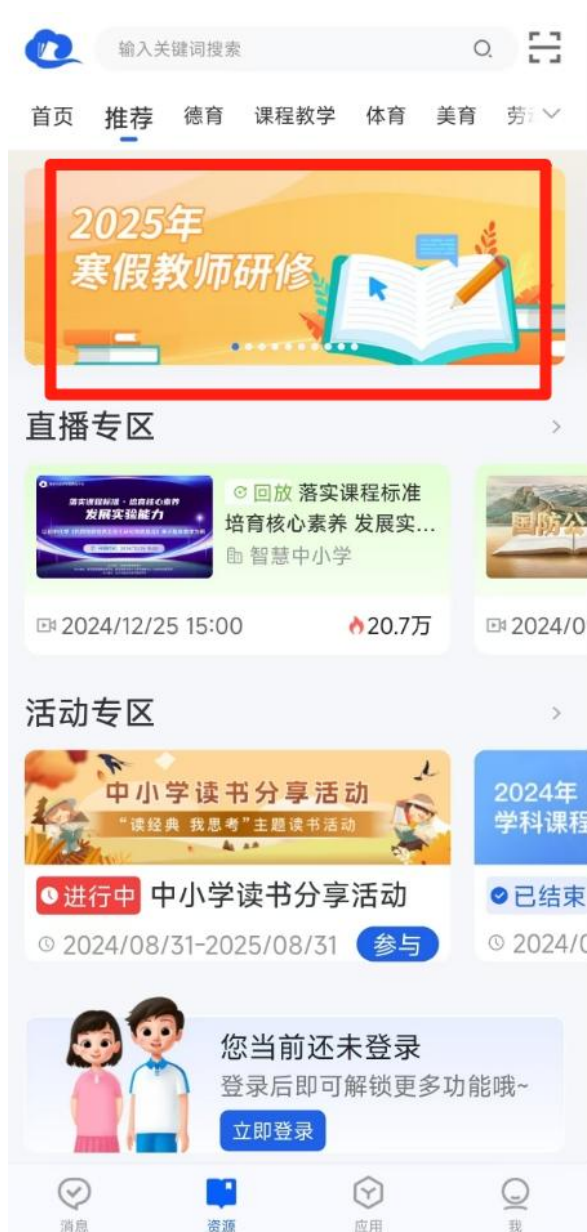 输入关键词搜索
首页 推荐 德育 课程教学 体育 美育
2025年
寒假教师研修
直播专区
落实课程标准·培育核心素养
发展实验能力
回放 落实课程标准
培育核心素养 发展实…
智慧中小学
2024/12/25 15:00 20.7万
国防公
2024/0
活动专区
中小学读书分享活动
“读经典 我思考”主题读书活动
进行中 中小学读书分享活动
2024/08/31-2025/08/31 参与
2024年
学科课程
已结束
2024/0
您当前还未登录
登录后即可解锁更多功能哦~
立即登录
消息 资源 应用 我